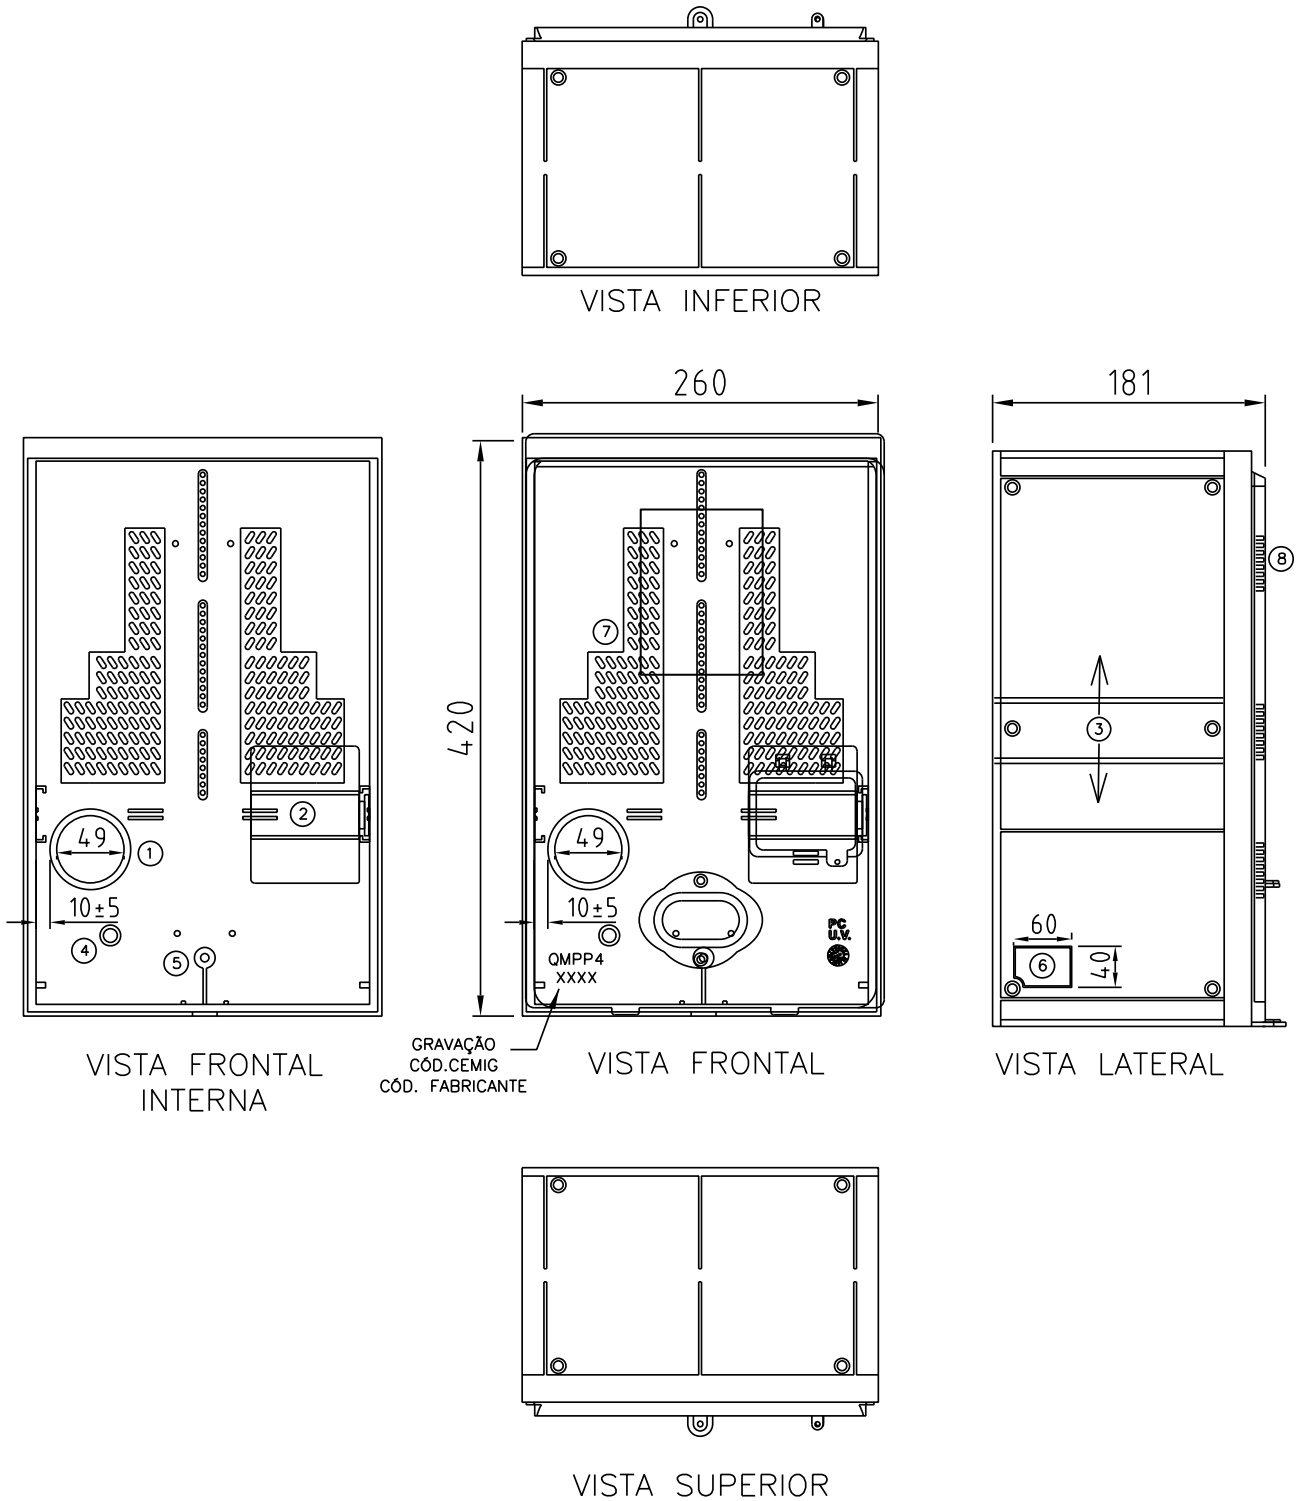 VISTA INFERIOR
260
181
420
8
7
3
2
49
1
49
10±5
10±5
4
5
PC
U.V.
60
40
6
QMPP4
XXXX
GRAVAÇÃO
CÓD.CEMIG
CÓD. FABRICANTE
VISTA FRONTAL
INTERNA
VISTA FRONTAL
VISTA LATERAL
VISTA SUPERIOR